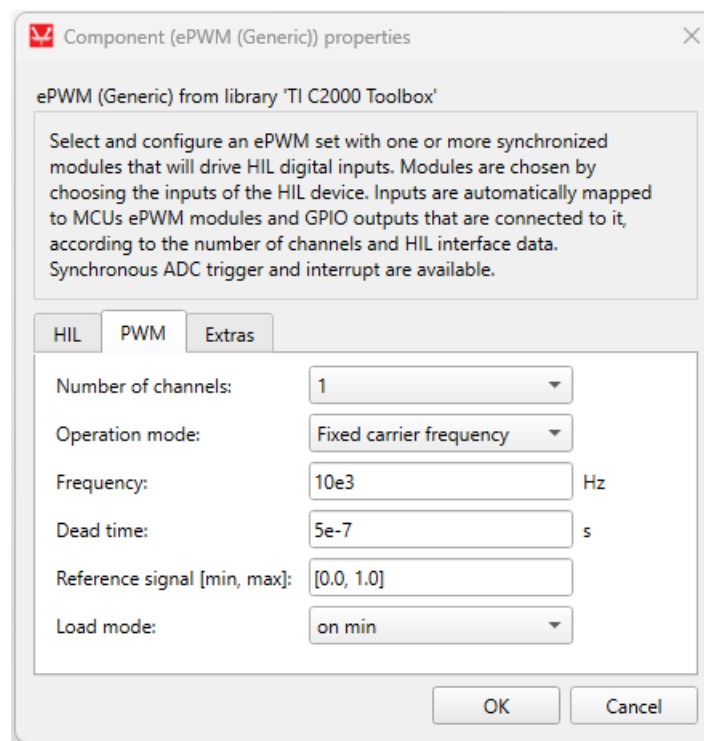 Component (ePWM (Generic)) properties
ePWM (Generic) from library 'TI C2000 Toolbox'
Select and configure an ePWM set with one or more synchronized
modules that will drive HIL digital inputs. Modules are chosen by
choosing the inputs of the HIL device. Inputs are automatically mapped
to MCUs ePWM modules and GPIO outputs that are connected to it,
according to the number of channels and HIL interface data.
Synchronous ADC trigger and interrupt are available.
HIL PWM Extras
Number of channels: 1
Operation mode: Fixed carrier frequency
Frequency: 10e3 Hz
Dead time: 5e-7 s
Reference signal [min, max]: [0.0, 1.0]
Load mode: on min
OK Cancel